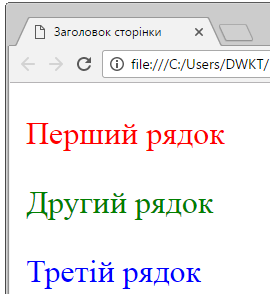 Заголовок сторінки
file:///C:/Users/DWKT/
Перший рядок
Другий рядок
Третій рядок